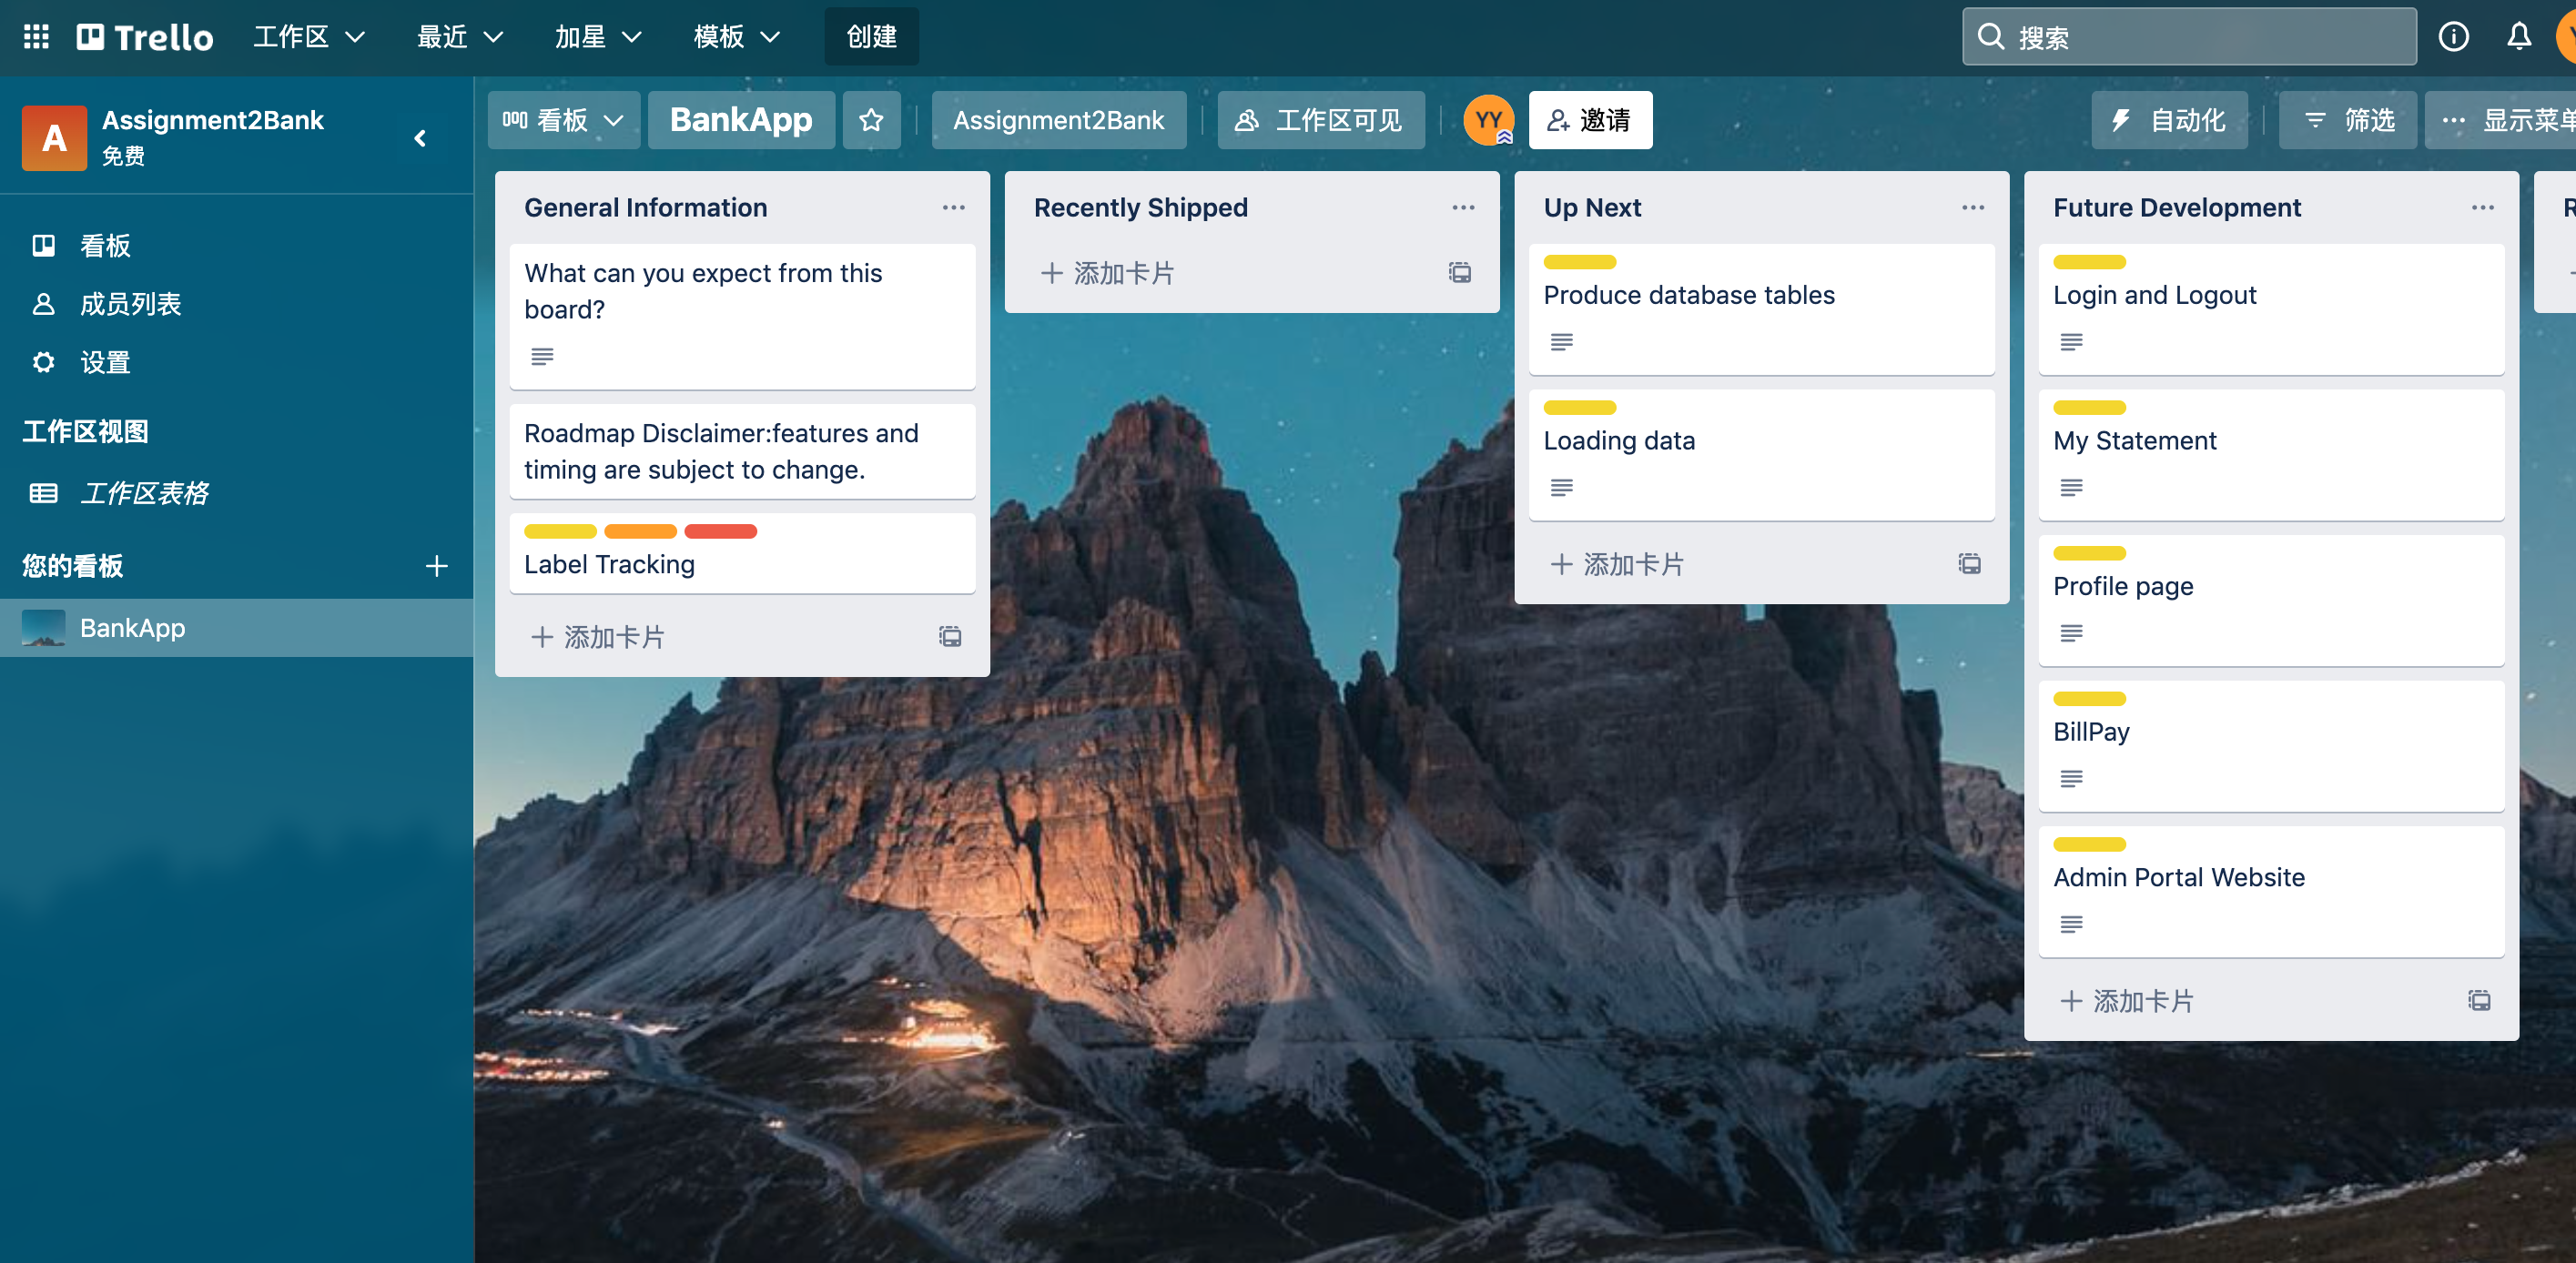 Trello 工作区 最近 加星 模板 创建 搜索
A Assignment2Bank
免费
看板 BankApp Assignment2Bank 工作区可见 YY 邀请 自动化 筛选 显示菜单
看板
成员列表
设置
工作区视图
工作区表格
您的看板
BankApp
General Information
What can you expect from this
board?
Roadmap Disclaimer:features and
timing are subject to change.
Label Tracking
添加卡片
Recently Shipped
添加卡片
Up Next
Produce database tables
Loading data
添加卡片
Future Development
Login and Logout
My Statement
Profile page
BillPay
Admin Portal Website
添加卡片